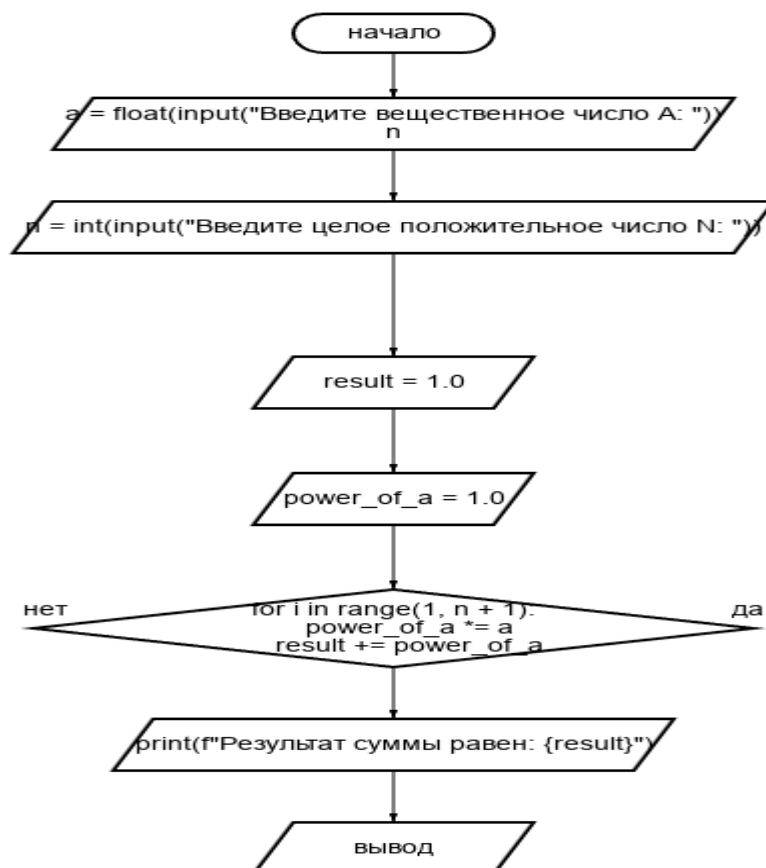 начало
a = float(input("Введите вещественное число A: "))
n
n = int(input("Введите целое положительное число N: "))
result = 1.0
power_of_a = 1.0
нет
да
for i in range(1, n + 1):
power_of_a *= a
result += power_of_a
print(f"Результат суммы равен: {result}")
вывод